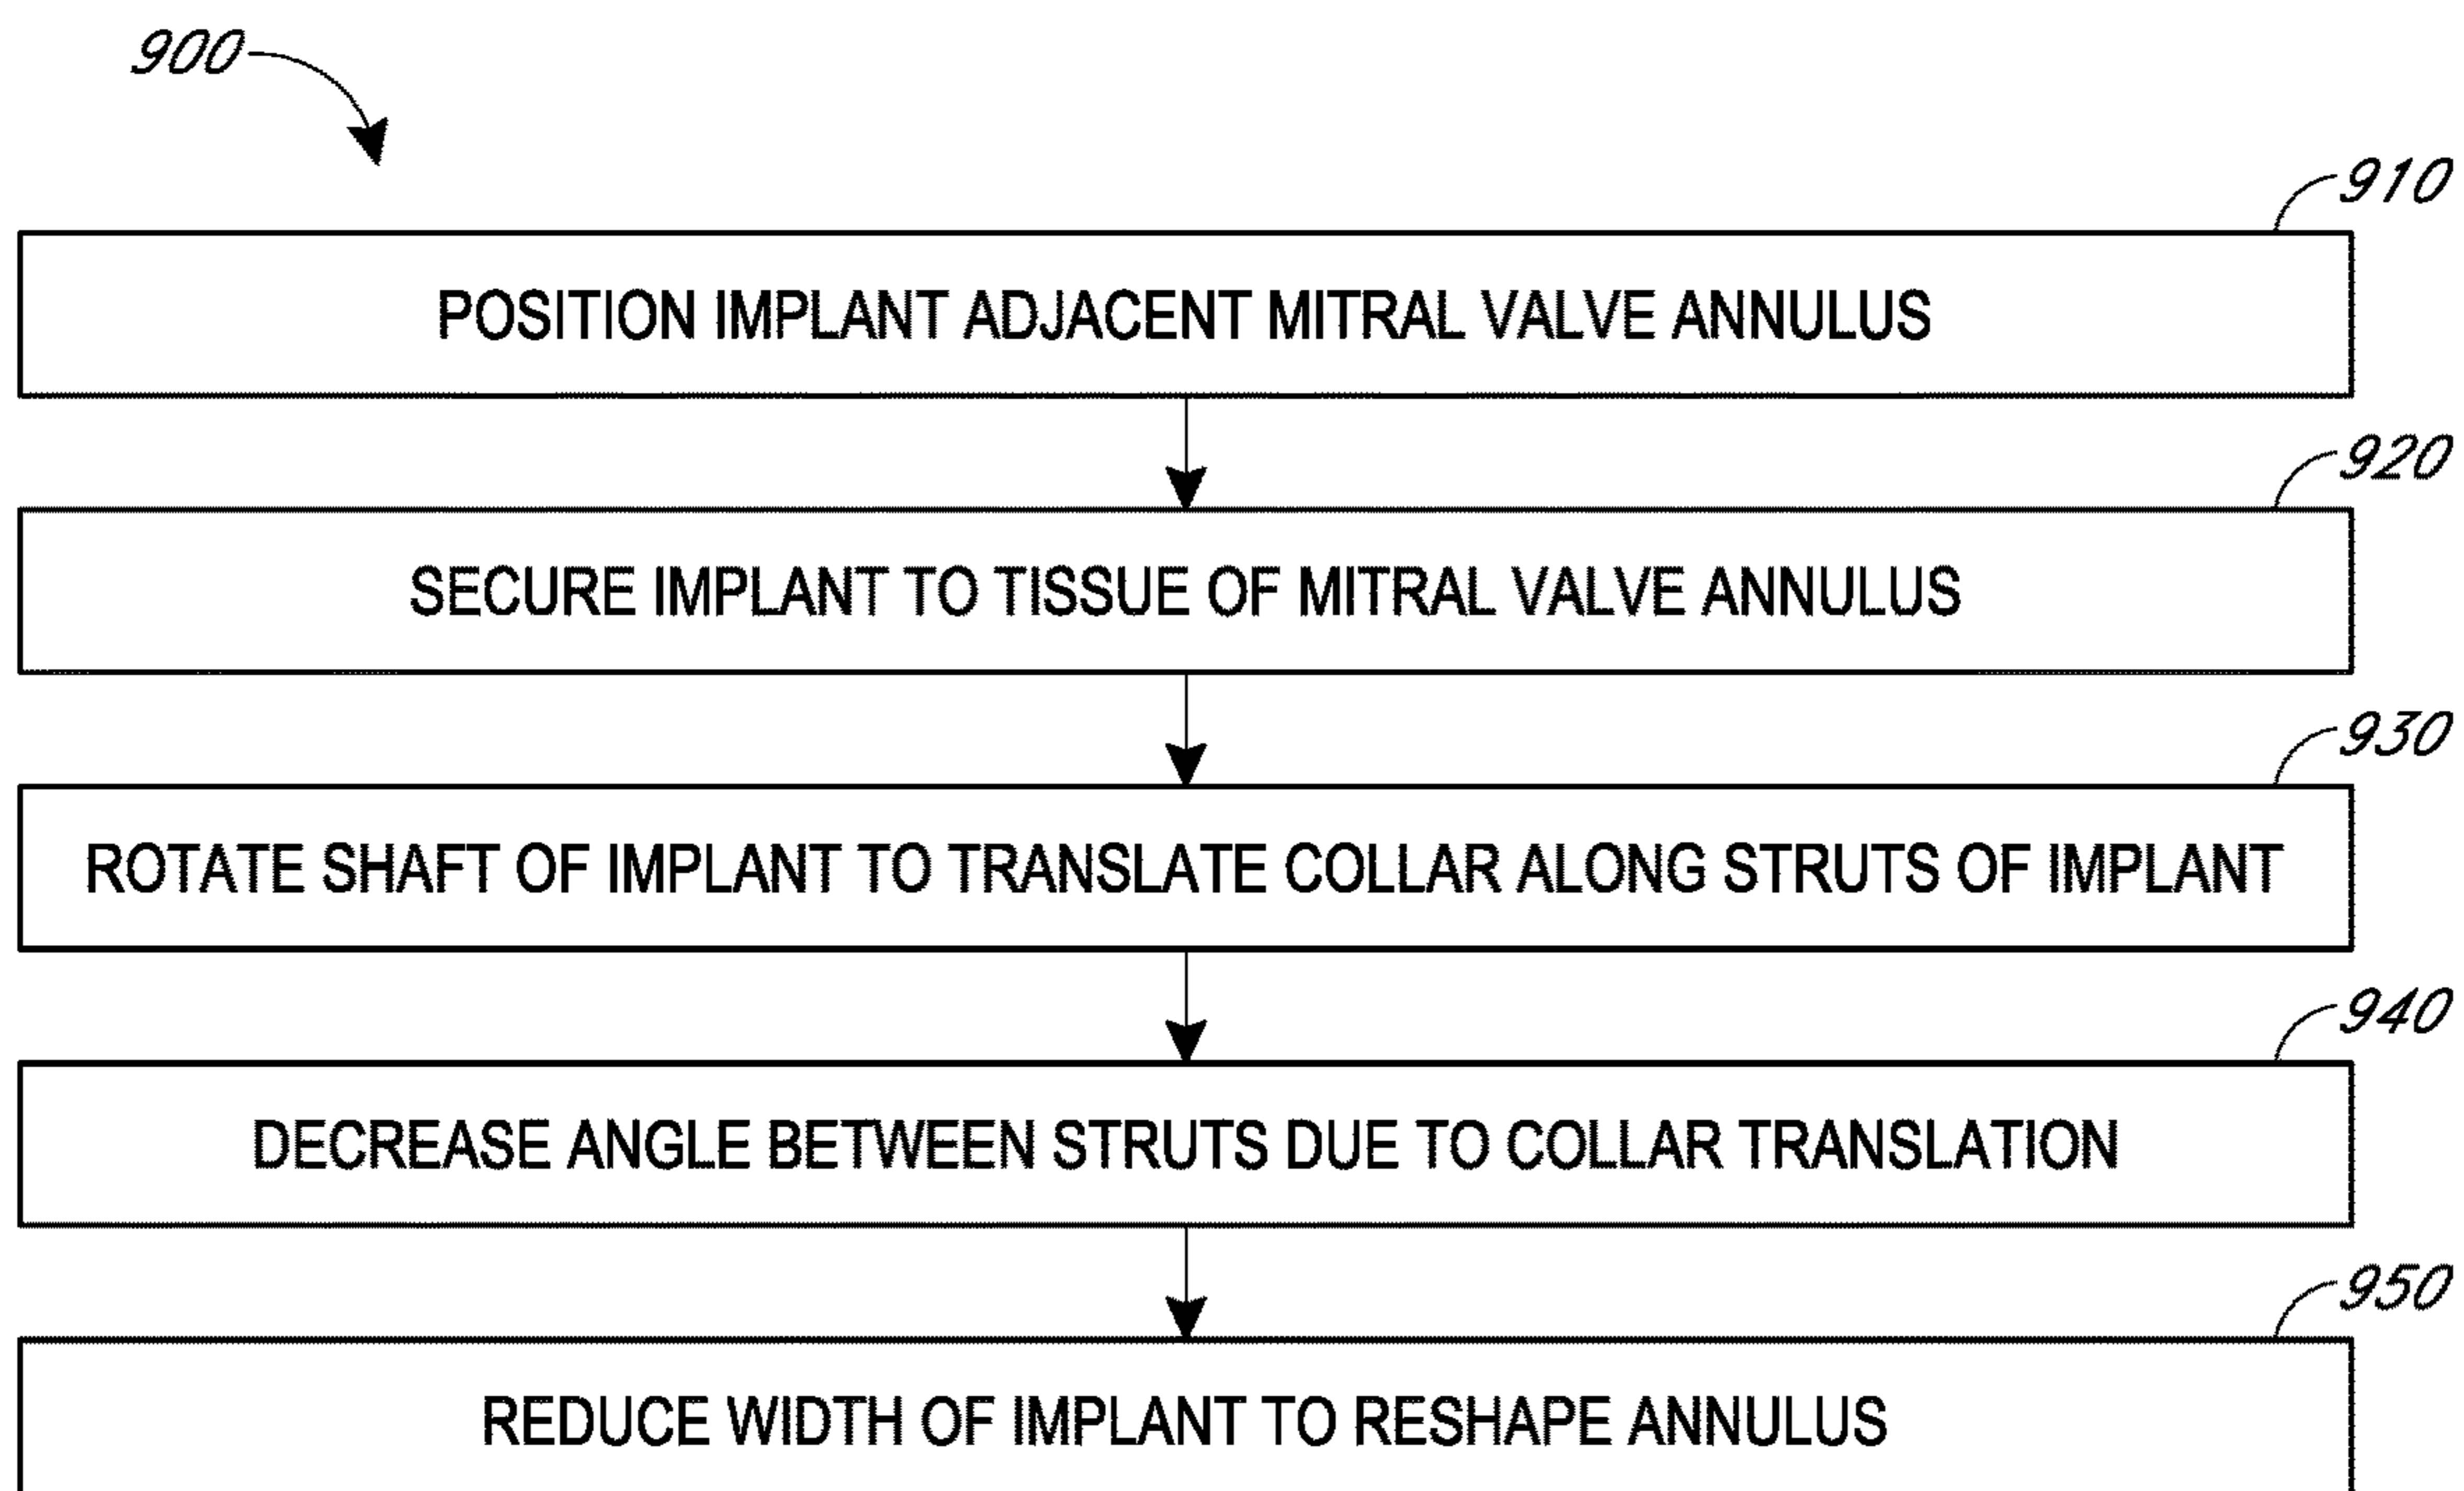 900
910
POSITION IMPLANT ADJACENT MITRAL VALVE ANNULUS
920
SECURE IMPLANT TO TISSUE OF MITRAL VALVE ANNULUS
930
ROTATE SHAFT OF IMPLANT TO TRANSLATE COLLAR ALONG STRUTS OF IMPLANT
940
DECREASE ANGLE BETWEEN STRUTS DUE TO COLLAR TRANSLATION
950
REDUCE WIDTH OF IMPLANT TO RESHAPE ANNULUS